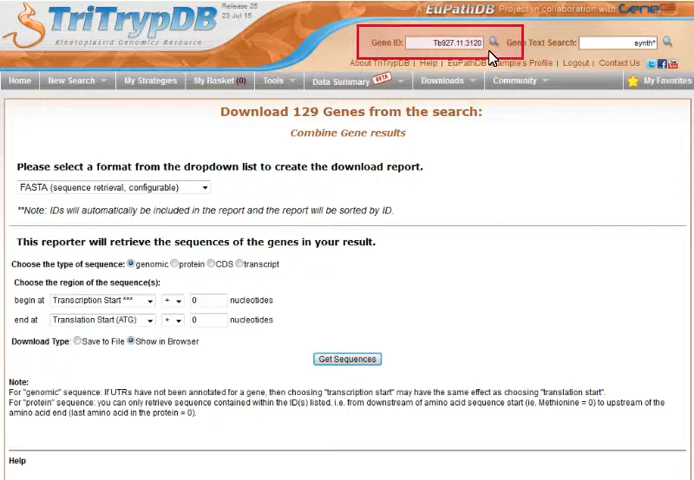 TriTrypDB
Kinetoplastid Genomics Resource
Release 25
23 Jul 15
A EuPathDB Project in collaboration with GeneDB
Gene ID: Tb927.11.3120 Gene Text Search: synth*
About TriTrypDB | Help | EuPathDB Sample's Profile | Logout | Contact Us
Home New Search My Strategies My Basket (0) Tools Data Summary BETA Downloads Community My Favorites
Download 129 Genes from the search:
Combine Gene results
Please select a format from the dropdown list to create the download report.
FASTA (sequence retrieval, configurable)
**Note: IDs will automatically be included in the report and the report will be sorted by ID.
This reporter will retrieve the sequences of the genes in your result.
Choose the type of sequence: genomic protein CDS transcript
Choose the region of the sequence(s):
begin at Transcription Start *** + 0 nucleotides
end at Translation Start (ATG) + 0 nucleotides
Download Type: Save to File Show in Browser
Get Sequences
Note:
For "genomic" sequence: If UTRs have not been annotated for a gene, then choosing "transcription start" may have the same effect as choosing "translation start".
For "protein" sequence: you can only retrieve sequence contained within the ID(s) listed. i.e. from downstream of amino acid sequence start (ie. Methionine = 0) to upstream of the
amino acid end (last amino acid in the protein = 0).
Help